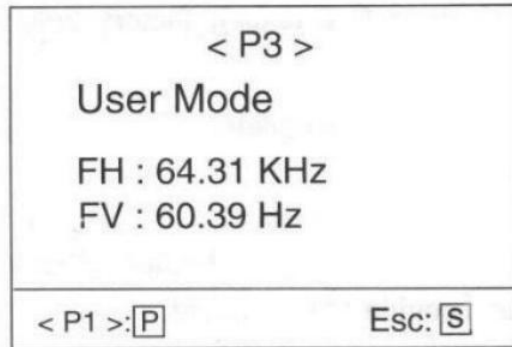 < P3 >
User Mode
FH : 64.31 KHz
FV : 60.39 Hz
< P1 >:P Esc: S